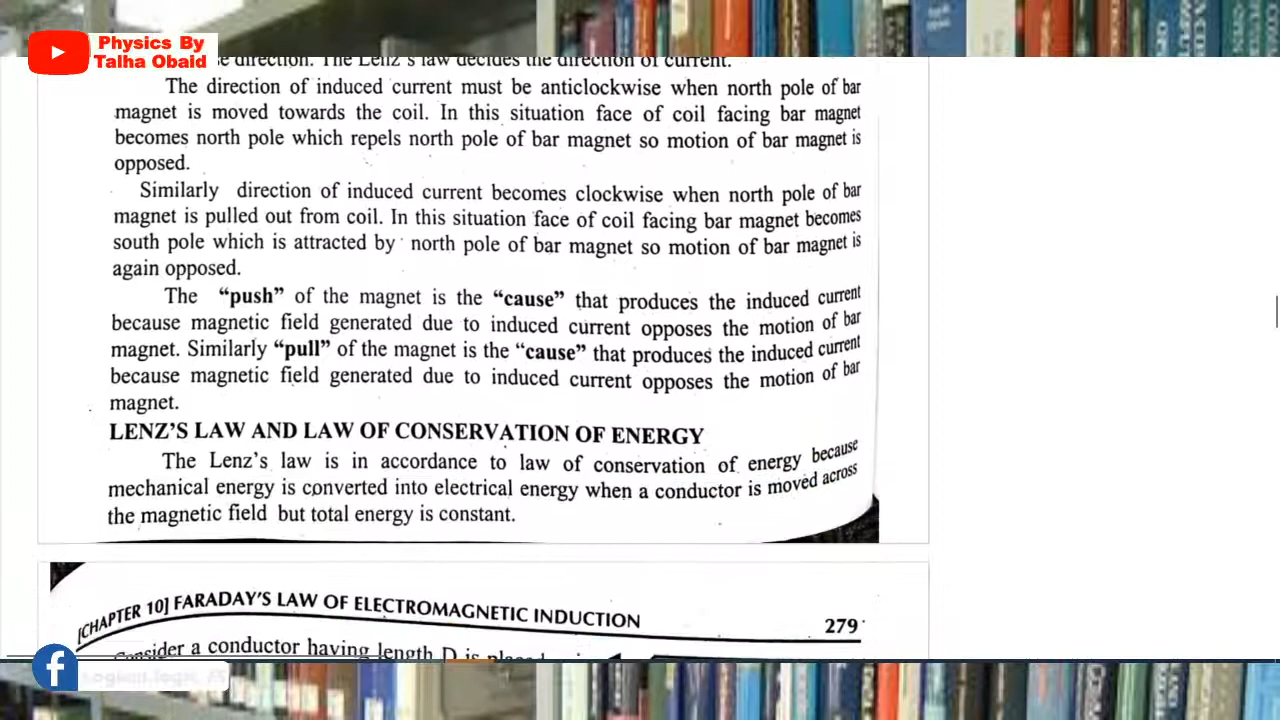 Physics By
Talha Obaid
e direction. The Lenz's law decides the direction of current.
The direction of induced current must be anticlockwise when north pole of bar
magnet is moved towards the coil. In this situation face of coil facing bar magnet
becomes north pole which repels north pole of bar magnet so motion of bar magnet is
opposed.
Similarly direction of induced current becomes clockwise when north pole of bar
magnet is pulled out from coil. In this situation face of coil facing bar magnet becomes
south pole which is attracted by north pole of bar magnet so motion of bar magnet is
again opposed.
The "push" of the magnet is the "cause" that produces the induced current
because magnetic field generated due to induced current opposes the motion of bar
magnet. Similarly "pull" of the magnet is the "cause" that produces the induced current
because magnetic field generated due to induced current opposes the motion of bar
magnet.
LENZ'S LAW AND LAW OF CONSERVATION OF ENERGY
The Lenz's law is in accordance to law of conservation of energy because
mechanical energy is converted into electrical energy when a conductor is moved across
the magnetic field but total energy is constant.
[CHAPTER 10] FARADAY'S LAW OF ELECTROMAGNETIC INDUCTION
279
Consider a conductor having length D is